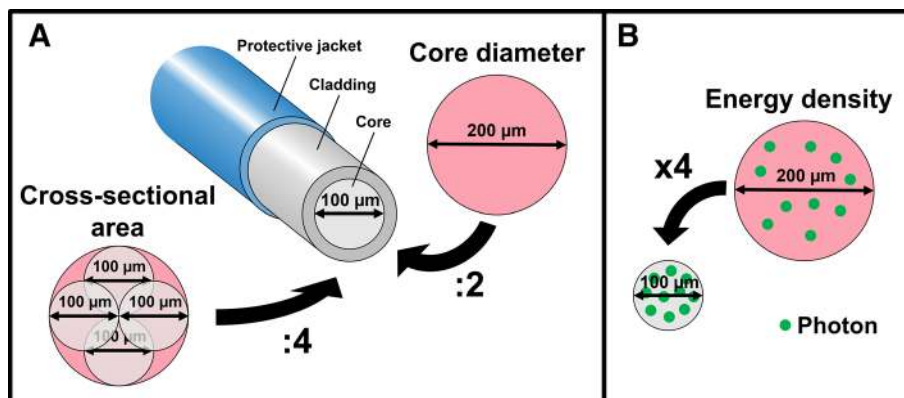 A
Protective jacket
Cladding
Core
100 µm
Core diameter
200 µm
:2
Cross-sectional
area
100 µm
100 µm
100 µm
100 µm
:4
B
Energy density
200 µm
x4
100 µm
Photon